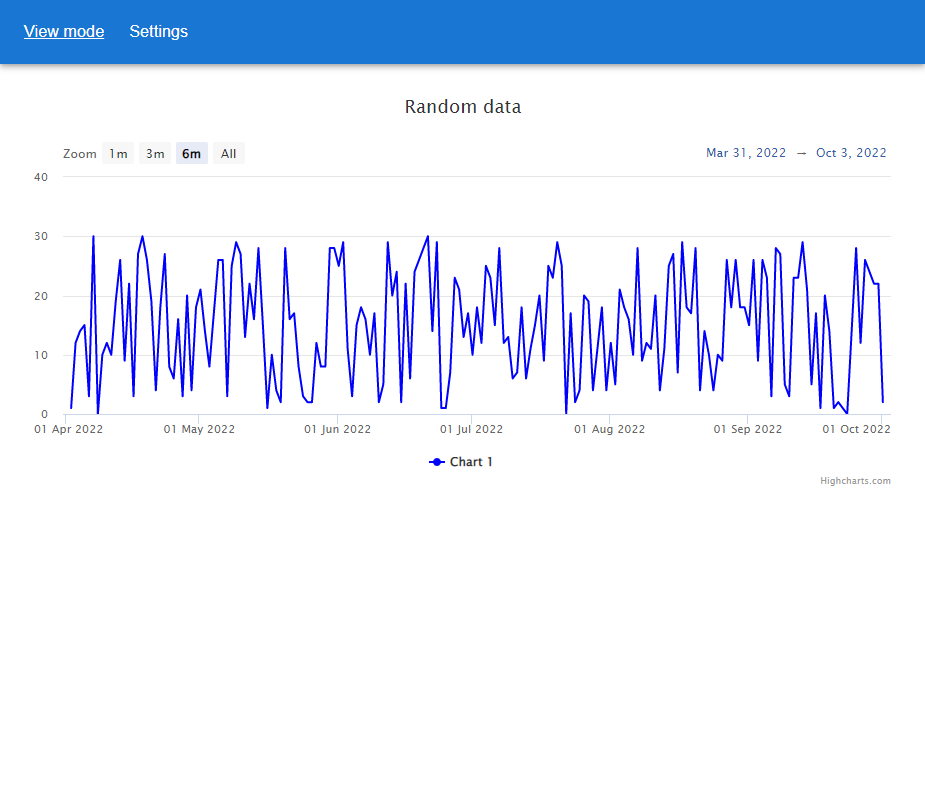 View mode Settings
Random data
Zoom 1m 3m 6m All Mar 31, 2022 → Oct 3, 2022
40
30
20
10
0
01 Apr 2022 01 May 2022 01 Jun 2022 01 Jul 2022 01 Aug 2022 01 Sep 2022 01 Oct 2022
Chart 1
Highcharts.com